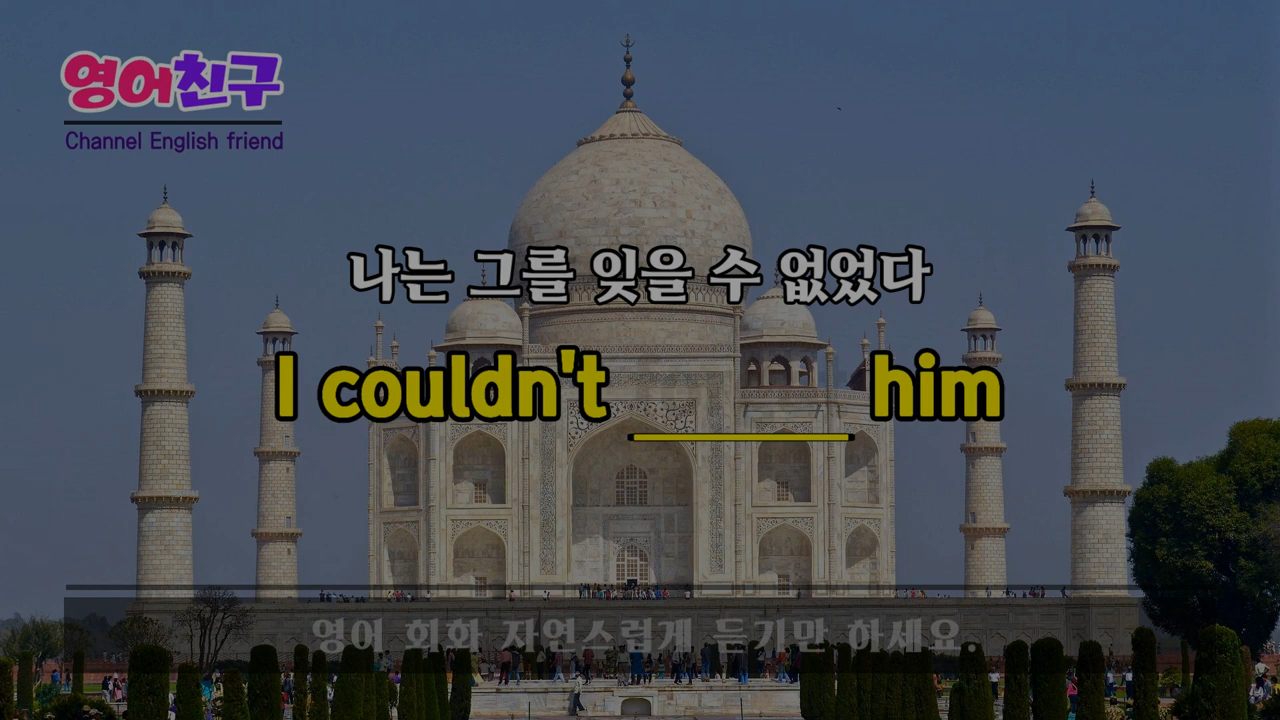 영어친구
Channel English friend
나는 그를 잊을 수 없었다
I couldn't ______ him
영어 회화 자연스럽게 듣기만 하세요.